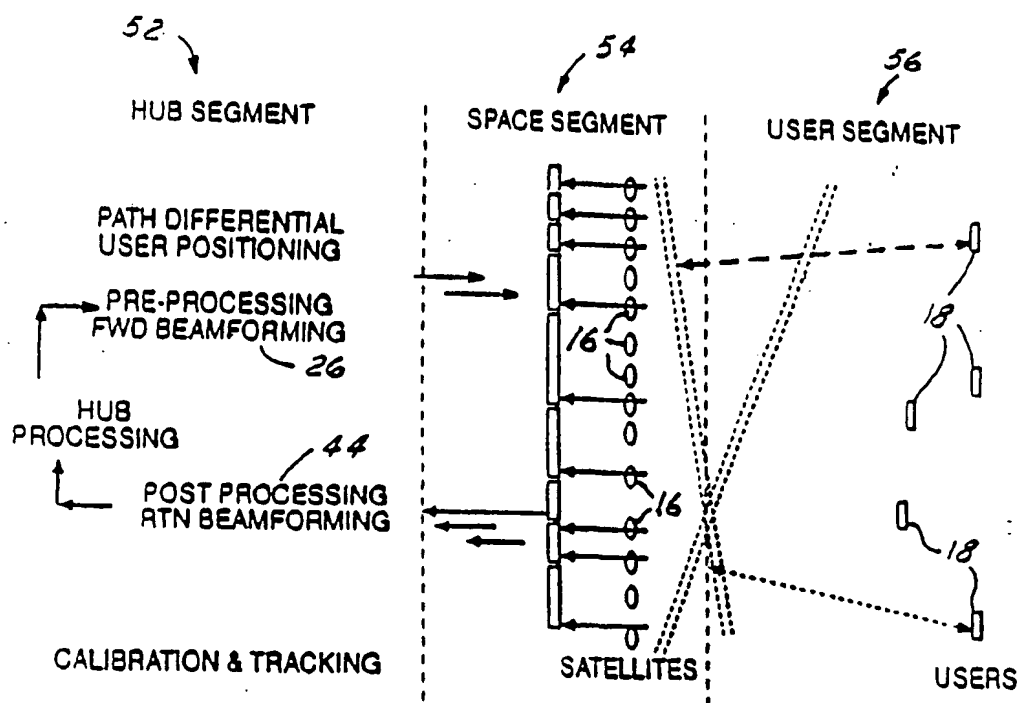 52
54
56
HUB SEGMENT
SPACE SEGMENT
USER SEGMENT
PATH DIFFERENTIAL
USER POSITIONING
PRE-PROCESSING
FWD BEAMFORMING
26
16
18
HUB
PROCESSING
44
POST PROCESSING
RTN BEAMFORMING
16
18
CALIBRATION & TRACKING
SATELLITES
USERS